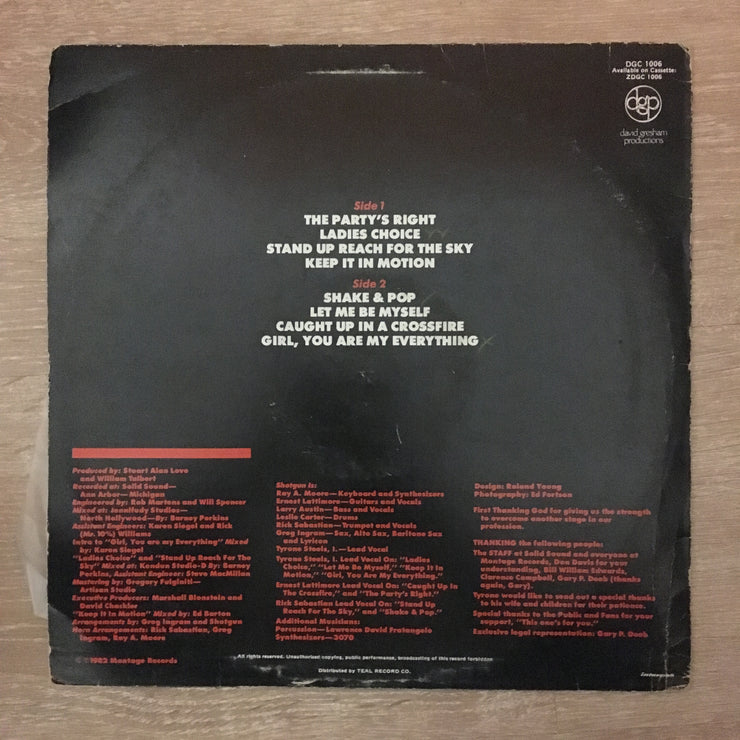 DGC 1006
Available on Cassette:
ZDGC 1006
dgp
david gresham
productions
Side 1
THE PARTY'S RIGHT
LADIES CHOICE
STAND UP REACH FOR THE SKY
KEEP IT IN MOTION
Side 2
SHAKE & POP
LET ME BE MYSELF
CAUGHT UP IN A CROSSFIRE
GIRL, YOU ARE MY EVERYTHING
Produced by: Stuart Alan Love
and William Talbert
Recorded at: Solid Sound—
Ann Arbor—Michigan
Engineered by: Rob Martens and Will Spencer
Mixed at: Jennifudy Studios—
North Hollywood—By: Barney Perkins
Assistant Engineers: Karen Siegel and Rick
(Mr. 10%) Williams
Intro to "Girl, You are my Everything" Mixed
by: Karen Siegel
"Ladies Choice" and "Stand Up Reach For The
Sky" Mixed at: Kendun Studio-D By: Barney
Perkins, Assistant Engineer: Steve MacMillan
Mastering by: Gregory Fulginiti—
Artisan Studio
Executive Producers: Marshall Blonstein and
David Chackler
"Keep It in Motion" Mixed by: Ed Barton
Arrangements by: Greg Ingram and Shotgun
Horn Arrangements: Rick Sebastian, Greg
Ingram, Ray A. Moore
© ℗1982 Montage Records
Shotgun is:
Ray A. Moore—Keyboard and Synthesizers
Ernest Lattimore—Guitars and Vocals
Larry Austin—Bass and Vocals
Leslie Carter—Drums
Rick Sebastian—Trumpet and Vocals
Greg Ingram—Sax, Alto Sax, Baritone Sax
and Lyricon
Tyrone Steels, I.—Lead Vocal
Tyrone Steels, I. Lead Vocal On: "Ladies
Choice," "Let Me Be Myself," "Keep It In
Motion," "Girl, You Are My Everything."
Ernest Lattimore Lead Vocal On: "Caught Up In
The Crossfire," and "The Party's Right."
Rick Sebastian Lead Vocal On: "Stand Up
Reach For The Sky," and "Shake & Pop."
Additional Musicians:
Percussion—Lawrence David Fratangelo
Synthesizers—3070
Design: Roland Young
Photography: Ed Fortson
First Thanking God for giving us the strength
to overcome another stage in our
profession.
THANKING the following people:
The STAFF at Solid Sound and everyone at
Montage Records, Don Davis for your
understanding, Bill William Edwards,
Clarence Campbell, Gary P. Doob (thanks
again, Gary).
Tyrone would like to send out a special thanks
to his wife and children for their patience.
Special thanks to the Public and Fans for your
support, "This one's for you."
Exclusive legal representation: Gary P. Doob
All rights reserved. Unauthorised copying, public performance, broadcasting of this record forbidden
Distributed by TEAL RECORD CO.